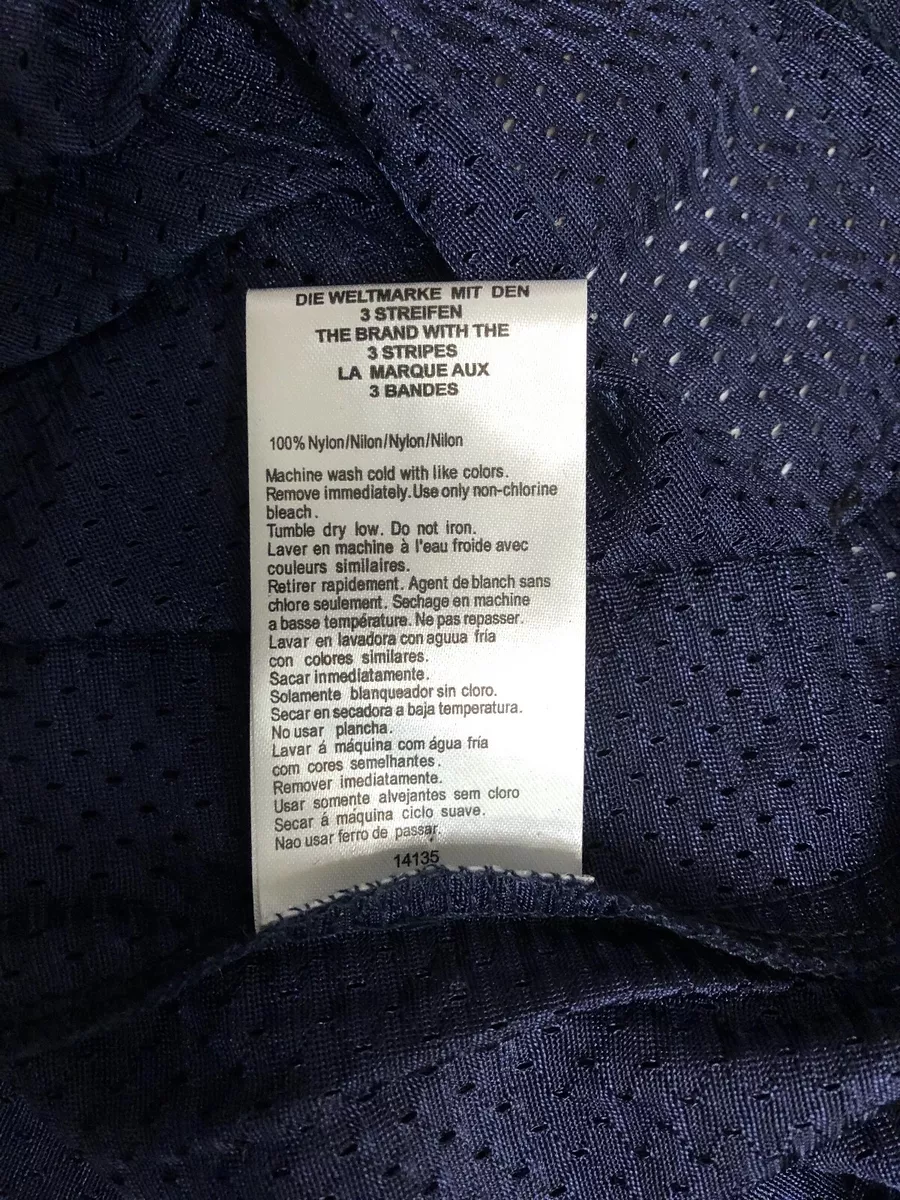 DIE WELTMARKE MIT DEN
3 STREIFEN
THE BRAND WITH THE
3 STRIPES
LA MARQUE AUX
3 BANDES
100% Nylon/Nilon/Nylon/Nilon
Machine wash cold with like colors.
Remove immediately. Use only non-chlorine
bleach.
Tumble dry low. Do not iron.
Laver en machine à l'eau froide avec
couleurs similaires.
Retirer rapidement. Agent de blanch sans
chlore seulement. Sechage en machine
a basse température. Ne pas repasser.
Lavar en lavadora con aguua fría
con colores similares.
Sacar inmediatamente.
Solamente blanqueador sin cloro.
Secar en secadora a baja temperatura.
No usar plancha.
Lavar á máquina com água fría
com cores semelhantes.
Remover imediatamente.
Usar somente alvejantes sem cloro
Secar á máquina ciclo suave.
Nao usar ferro de passar.
14135